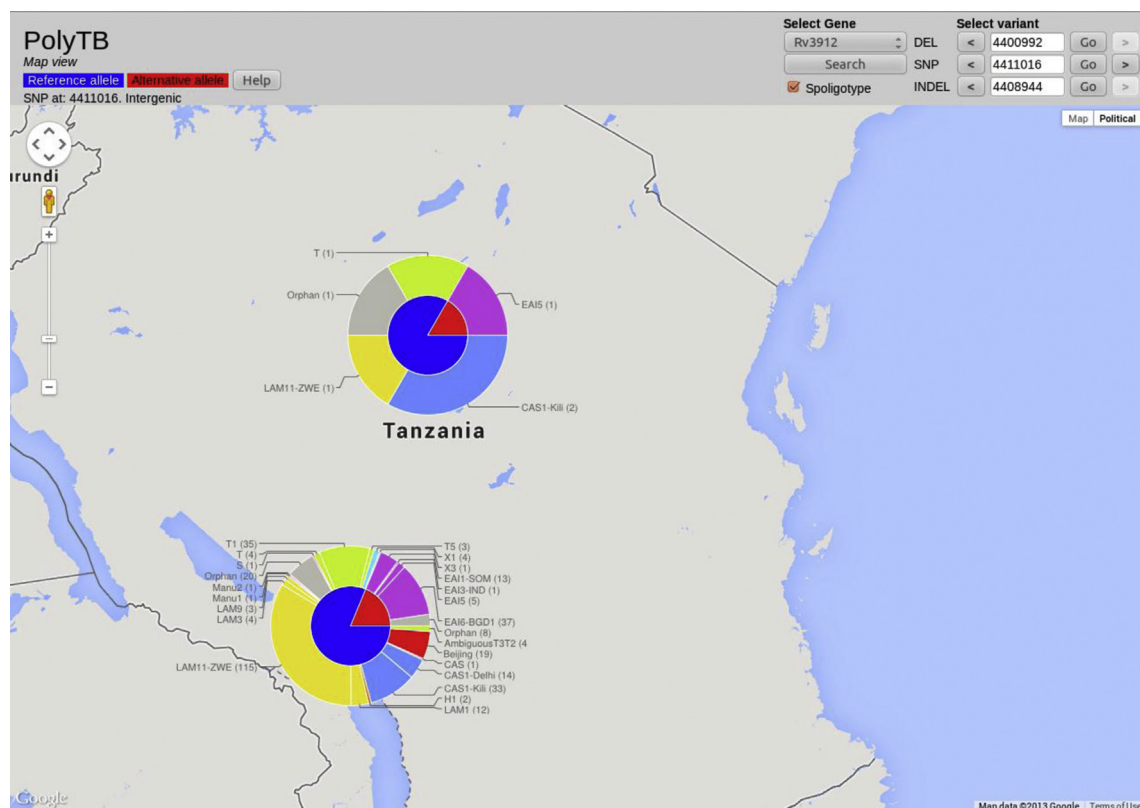 PolyTB
Map view
Reference allele Alternative allele Help
SNP at: 4411016. Intergenic
Select Gene
Rv3912
Search
Spoligotype
Select variant
DEL < 4400992 Go >
SNP < 4411016 Go >
INDEL < 4408944 Go >
Map Political
urundi
T (1)
Orphan (1)
EAI5 (1)
LAM11-ZWE (1)
CAS1-Kili (2)
Tanzania
T1 (35)
T (4)
S (1)
Orphan (20)
Manu2 (1)
Manu1 (1)
LAM9 (3)
LAM3 (4)
LAM11-ZWE (115)
T5 (3)
X1 (4)
X3 (1)
EAI1-SOM (13)
EAI3-IND (1)
EAI5 (5)
EAI6-BGD1 (37)
Orphan (8)
AmbiguousT3T2 (4
Beijing (19)
CAS (1)
CAS1-Delhi (14)
CAS1-Kili (33)
H1 (2)
LAM1 (12)
Google
Map data ©2013 Google Terms of Use